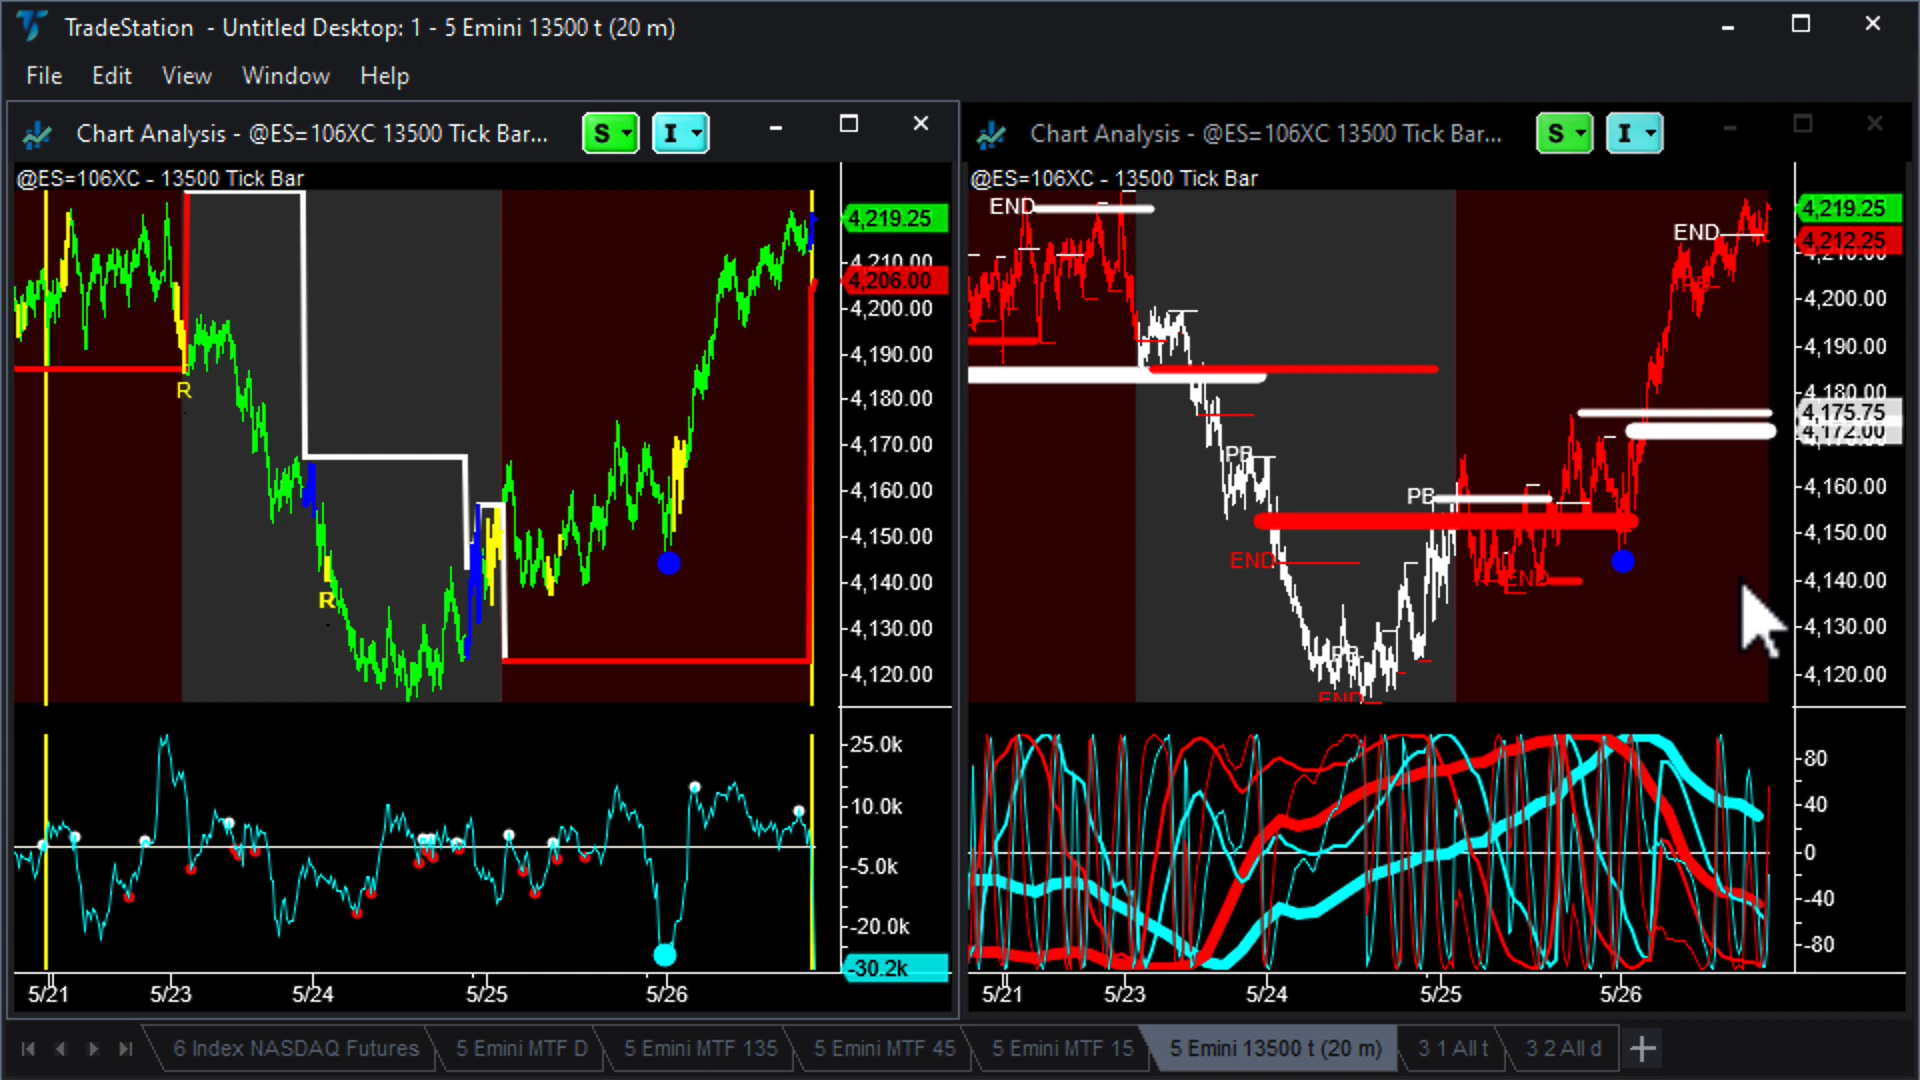 TradeStation - Untitled Desktop: 1 - 5 Emini 13500 t (20 m)
File Edit View Window Help
Chart Analysis - @ES=106XC 13500 Tick Bar... S I
@ES=106XC - 13500 Tick Bar
4,219.25
4,210.00
4,206.00
4,200.00
4,190.00
4,180.00
4,170.00
4,160.00
4,150.00
4,140.00
4,130.00
4,120.00
R
R
25.0k
10.0k
-5.0k
-20.0k
-30.2k
5/21 5/23 5/24 5/25 5/26
Chart Analysis - @ES=106XC 13500 Tick Bar... S I
@ES=106XC - 13500 Tick Bar
END
END
PB
PB
END
END
PB
END
4,219.25
4,212.25
4,210.00
4,200.00
4,190.00
4,180.00
4,175.75
4,172.00
4,160.00
4,150.00
4,140.00
4,130.00
4,120.00
80
40
0
-40
-80
5/21 5/23 5/24 5/25 5/26
6 Index NASDAQ Futures 5 Emini MTF D 5 Emini MTF 135 5 Emini MTF 45 5 Emini MTF 15 5 Emini 13500 t (20 m) 3 1 All t 3 2 All d